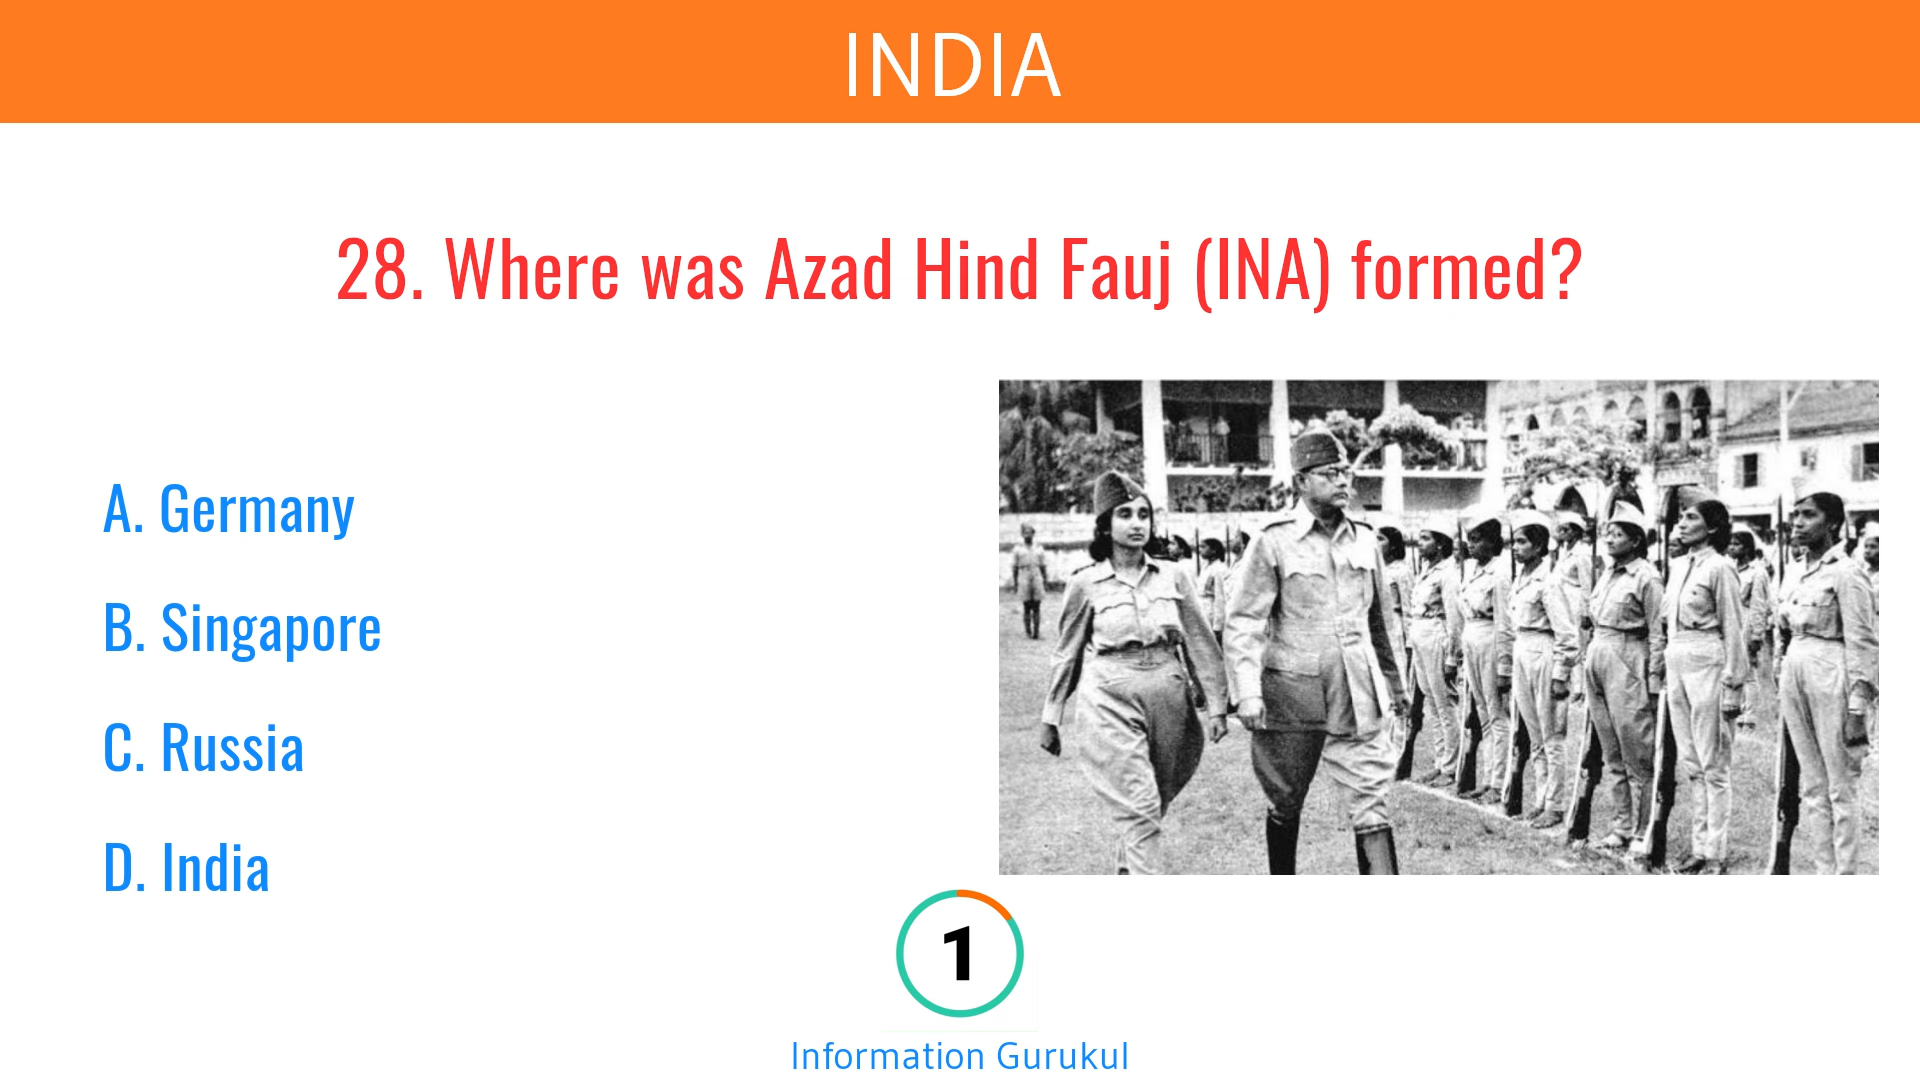 INDIA
28. Where was Azad Hind Fauj (INA) formed?
A. Germany
B. Singapore
C. Russia
D. India
1
Information Gurukul